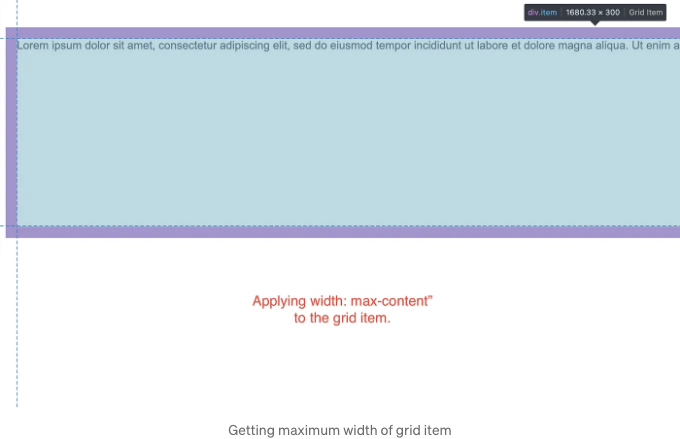 div.item 1680.33 × 300 Grid Item
Lorem ipsum dolor sit amet, consectetur adipiscing elit, sed do eiusmod tempor incididunt ut labore et dolore magna aliqua. Ut enim a
Applying width: max-content”
to the grid item.
Getting maximum width of grid item